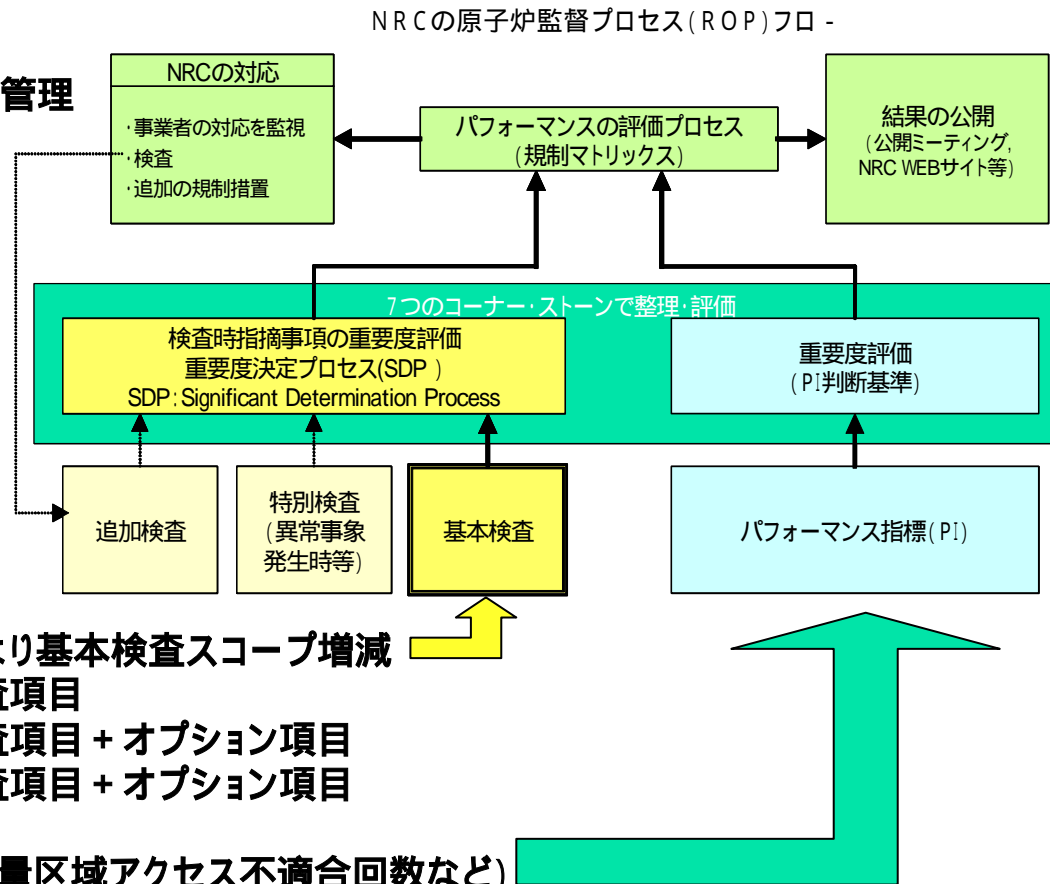 NRCの原子炉監督プロセス(ROP)フロ-
管理
NRCの対応
・事業者の対応を監視
・検査
・追加の規制措置
パフォーマンスの評価プロセス
(規制マトリックス)
結果の公開
(公開ミーティング,
NRC WEBサイト等)
7つのコーナー・ストーンで整理・評価
検査時指摘事項の重要度評価
重要度決定プロセス(SDP )
SDP:Significant Determination Process
重要度評価
(PI判断基準)
追加検査
特別検査
(異常事象
発生時等)
基本検査
パフォーマンス指標(PI)
より基本検査スコープ増減
査項目
査項目+オプション項目
査項目+オプション項目
量区域アクセス不適合回数など)